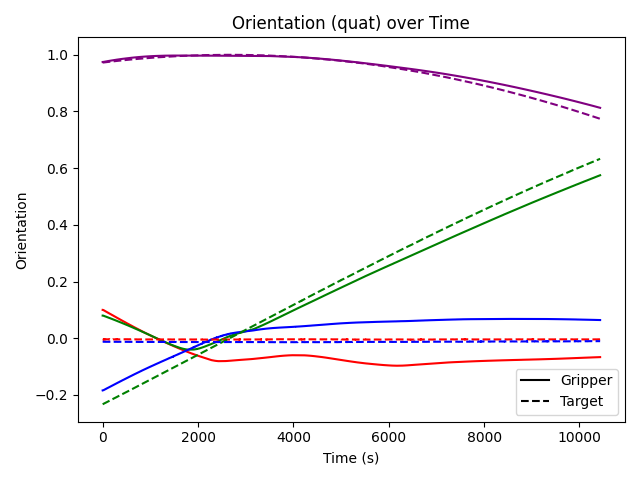 Orientation (quat) over Time
Orientation
1.0
0.8
0.6
0.4
0.2
0.0
−0.2
0
2000
4000
6000
8000
10000
Time (s)
Gripper
Target